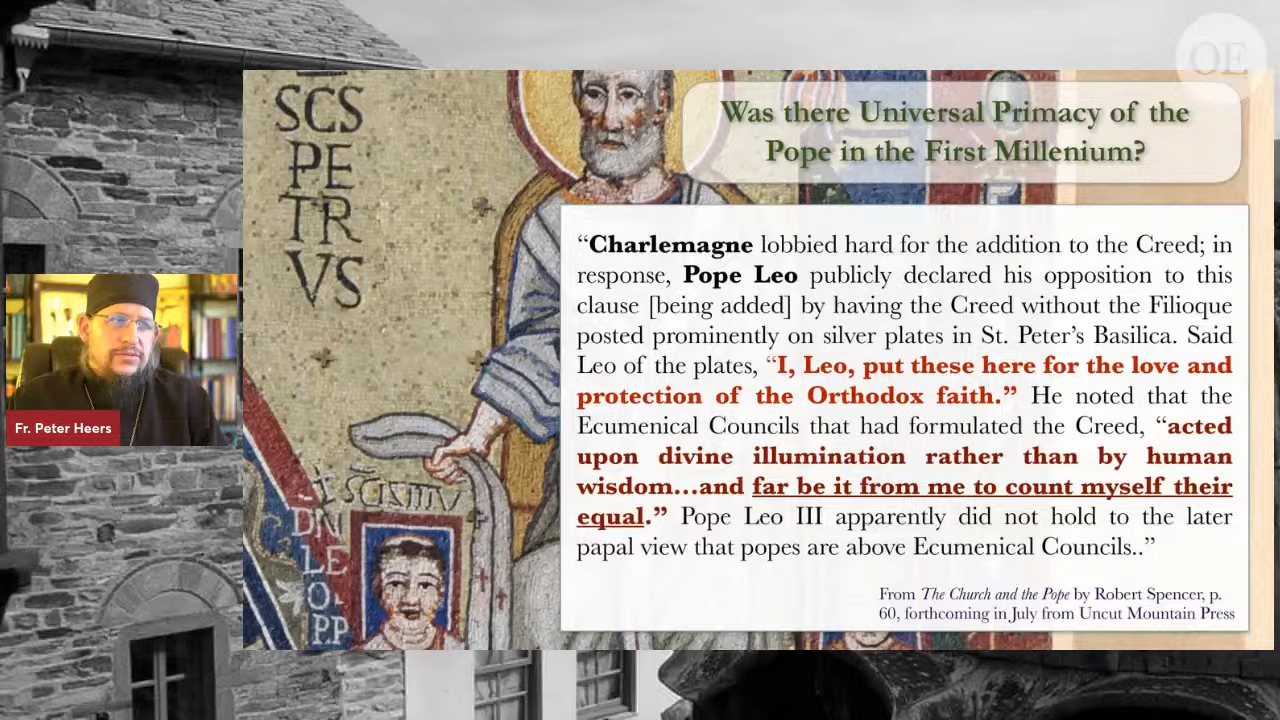 OE
SCS
PE
TR
VS
Was there Universal Primacy of the
Pope in the First Millenium?
“Charlemagne lobbied hard for the addition to the Creed; in
response, Pope Leo publicly declared his opposition to this
clause [being added] by having the Creed without the Filioque
posted prominently on silver plates in St. Peter’s Basilica. Said
Leo of the plates, “I, Leo, put these here for the love and
protection of the Orthodox faith.” He noted that the
Ecumenical Councils that had formulated the Creed, “acted
upon divine illumination rather than by human
wisdom...and far be it from me to count myself their
equal.” Pope Leo III apparently did not hold to the later
papal view that popes are above Ecumenical Councils..”
From The Church and the Pope by Robert Spencer, p.
60, forthcoming in July from Uncut Mountain Press
Fr. Peter Heers
DN
LE
O.
PP